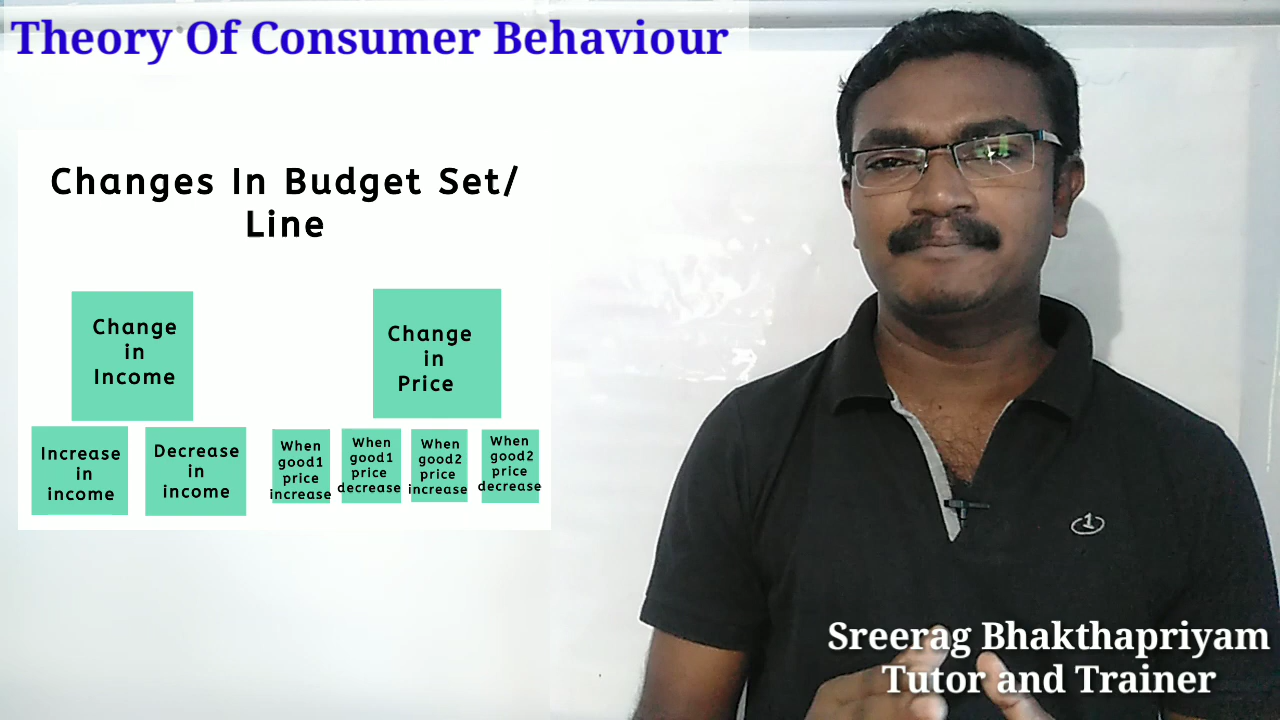 Theory Of Consumer Behaviour
Changes In Budget Set/
Line
Change
in
Income
Change
in
Price
Increase
in
income
Decrease
in
income
When
good1
price
increase
When
good1
price
decrease
When
good2
price
increase
When
good2
price
decrease
1
Sreerag Bhakthapriyam
Tutor and Trainer